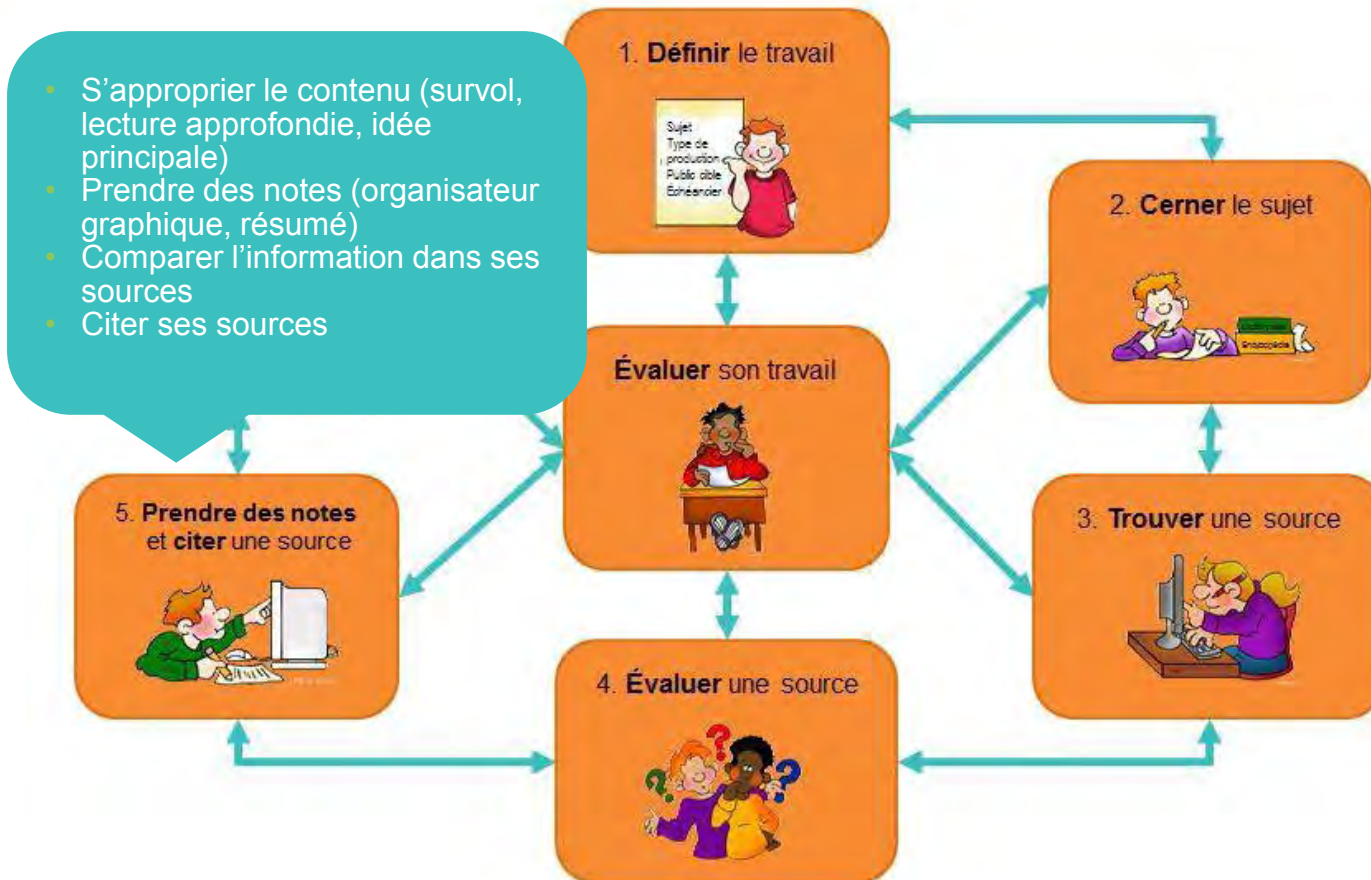 • S’approprier le contenu (survol,
lecture approfondie, idée
principale)
• Prendre des notes (organisateur
graphique, résumé)
• Comparer l’information dans ses
sources
• Citer ses sources
1. Définir le travail
Sujet
Type de
production
Public cible
Échéancier
2. Cerner le sujet
Encyclopédie
Évaluer son travail
3. Trouver une source
4. Évaluer une source
5. Prendre des notes
et citer une source